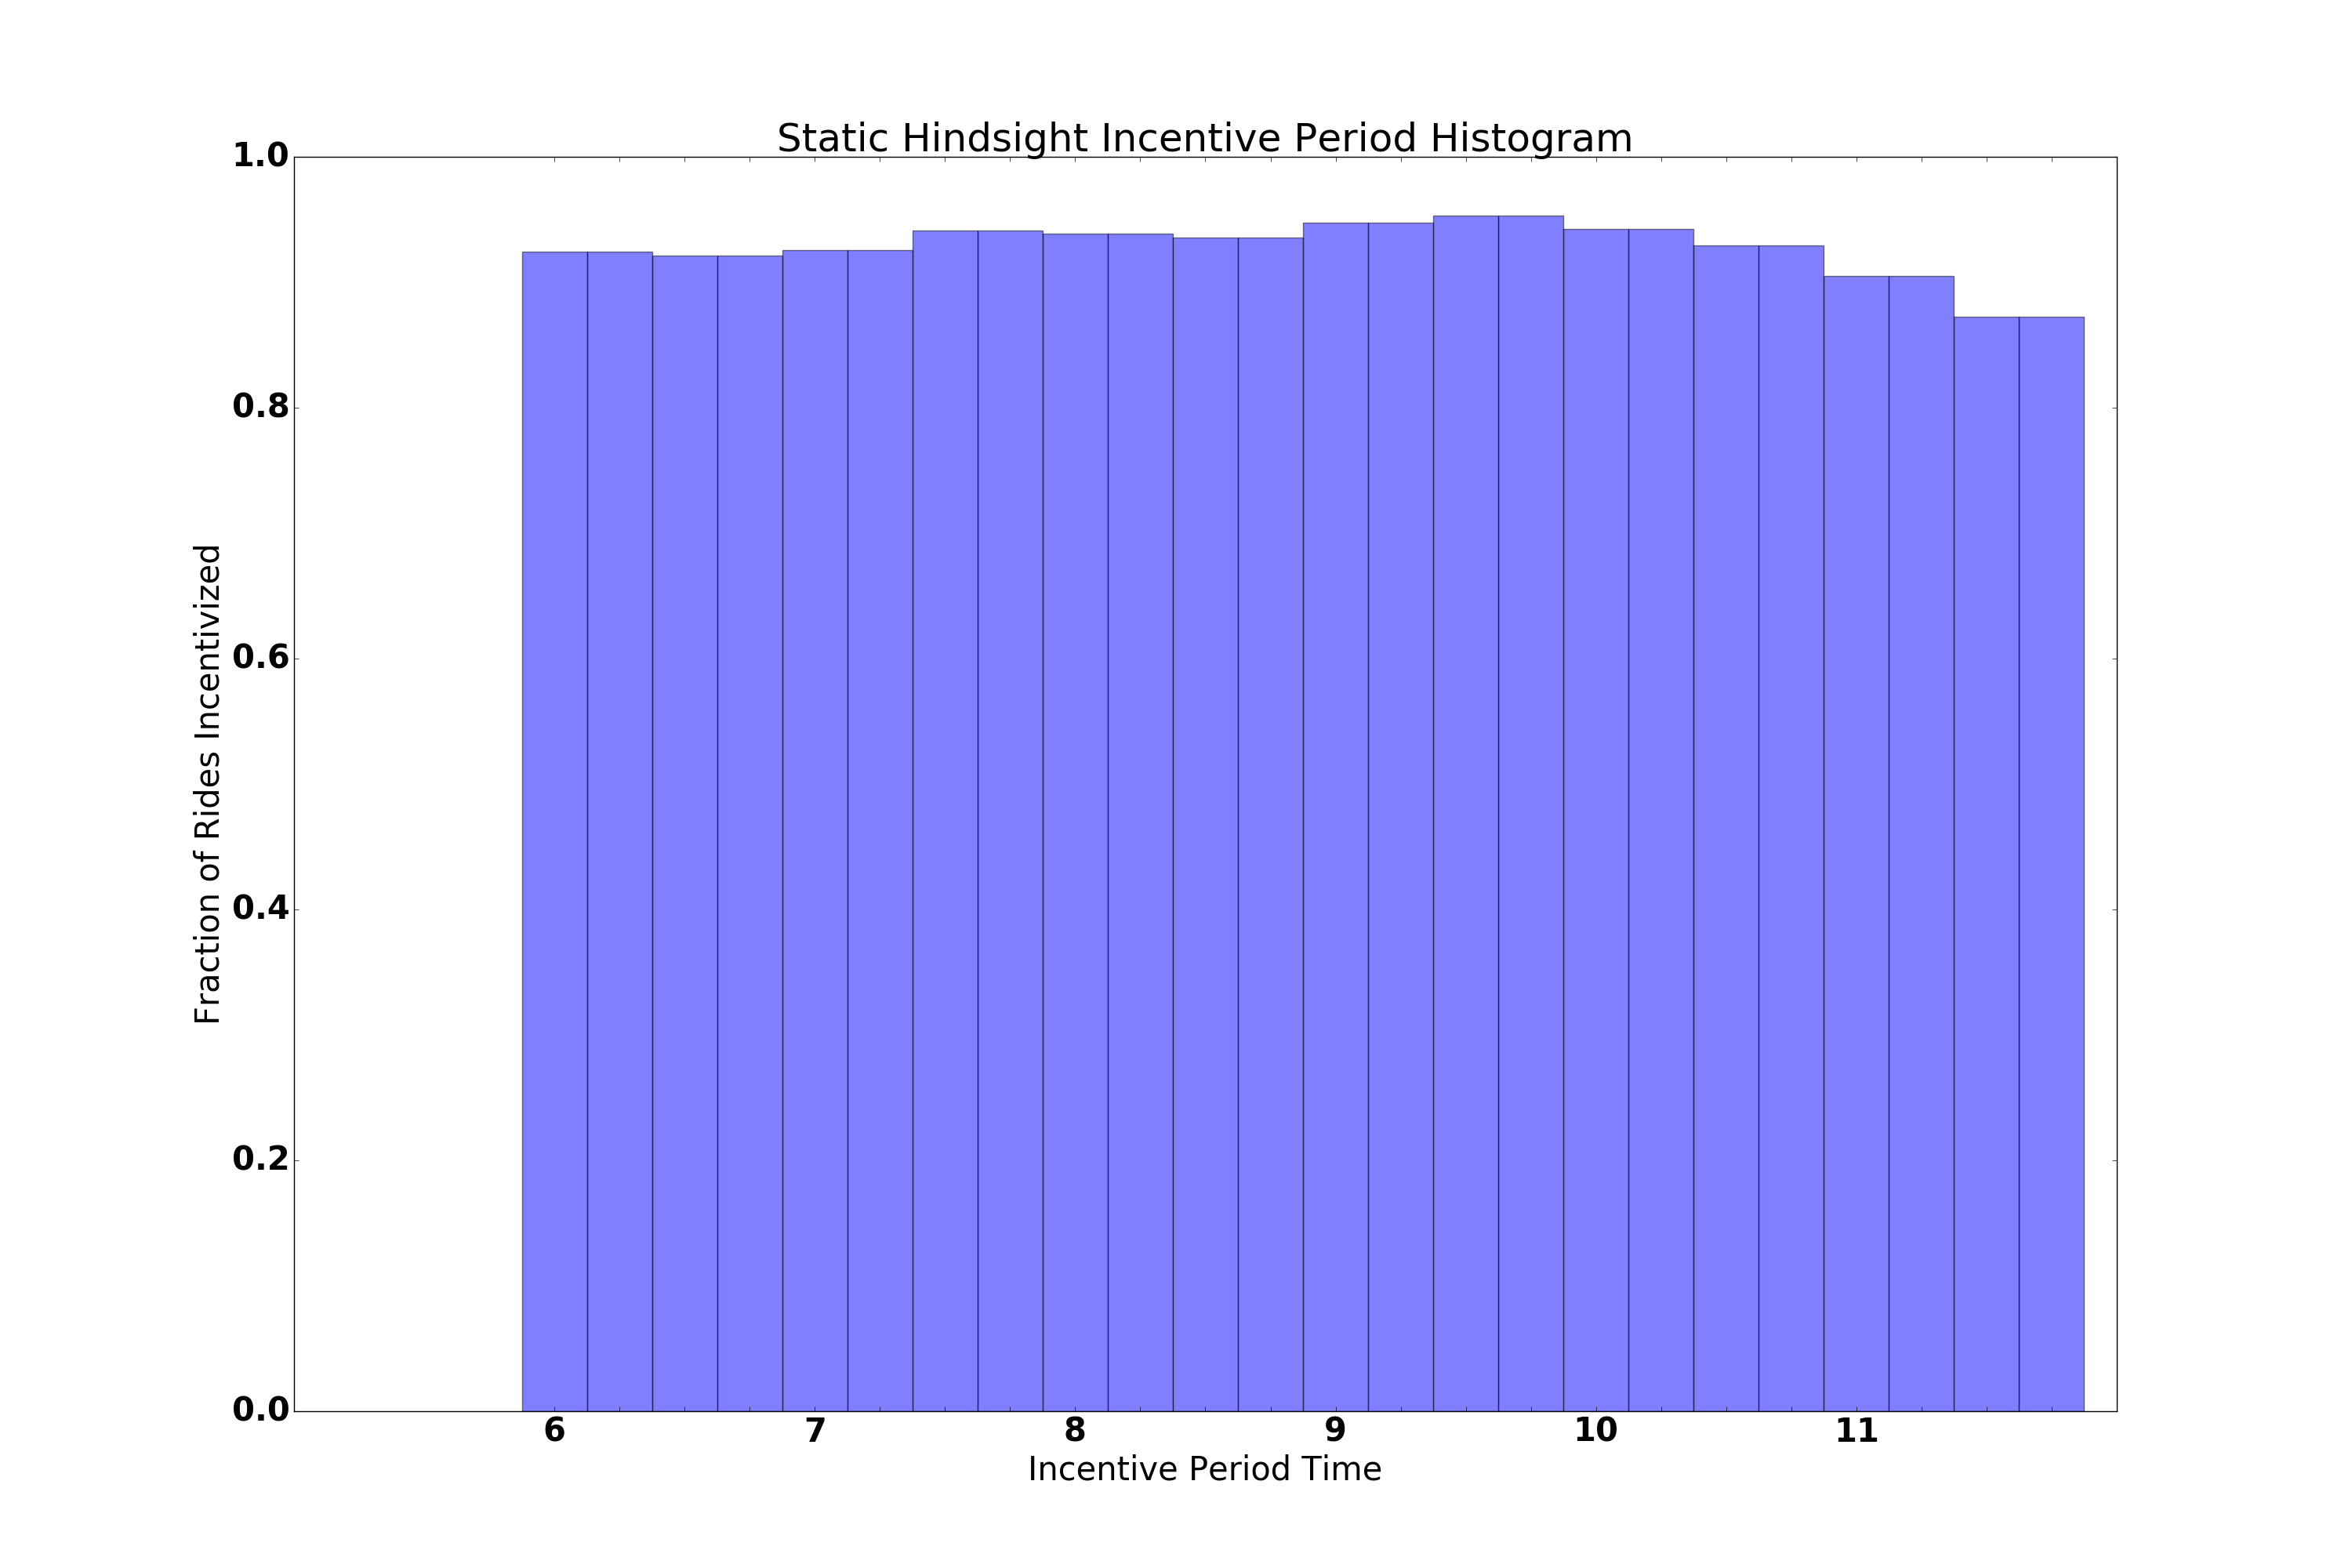 Static Hindsight Incentive Period Histogram
1.0
0.8
0.6
0.4
0.2
0.0
Fraction of Rides Incentivized
6 7 8 9 10 11
Incentive Period Time